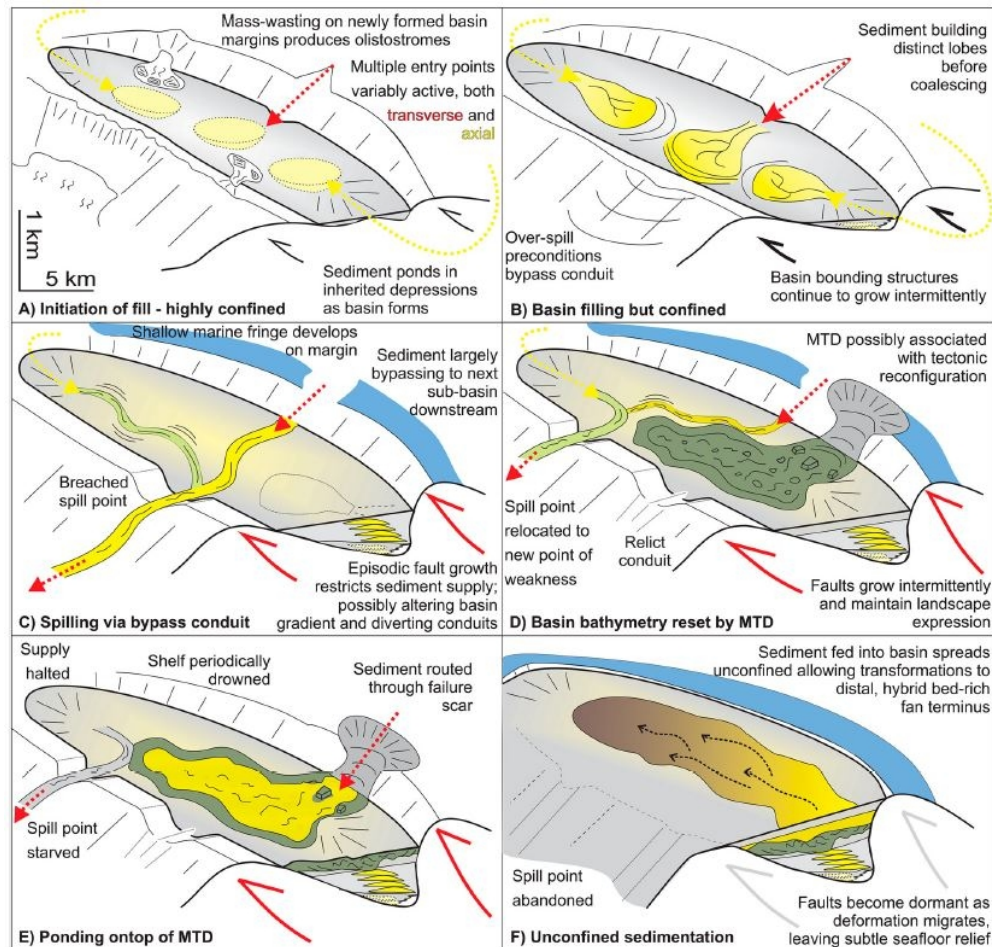 Mass-wasting on newly formed basin
margins produces olistostromes
Multiple entry points
variably active, both
transverse and
axial
1 km
5 km
Sediment ponds in
inherited depressions
as basin forms
A) Initiation of fill - highly confined
Sediment building
distinct lobes
before
coalescing
Over-spill
preconditions
bypass conduit
Basin bounding structures
continue to grow intermittently
B) Basin filling but confined
Shallow marine fringe develops
on margin
Sediment largely
bypassing to next
sub-basin
downstream
Breached
spill point
Episodic fault growth
restricts sediment supply;
possibly altering basin
gradient and diverting conduits
C) Spilling via bypass conduit
MTD possibly associated
with tectonic
reconfiguration
Spill point
relocated to
new point of
weakness
Relict
conduit
Faults grow intermittently
and maintain landscape
expression
D) Basin bathymetry reset by MTD
Supply
halted
Shelf periodically
drowned
Sediment routed
through failure
scar
Spill point
starved
E) Ponding ontop of MTD
Sediment fed into basin spreads
unconfined allowing transformations to
distal, hybrid bed-rich
fan terminus
Spill point
abandoned
Faults become dormant as
deformation migrates,
leaving subtle seafloor relief
F) Unconfined sedimentation